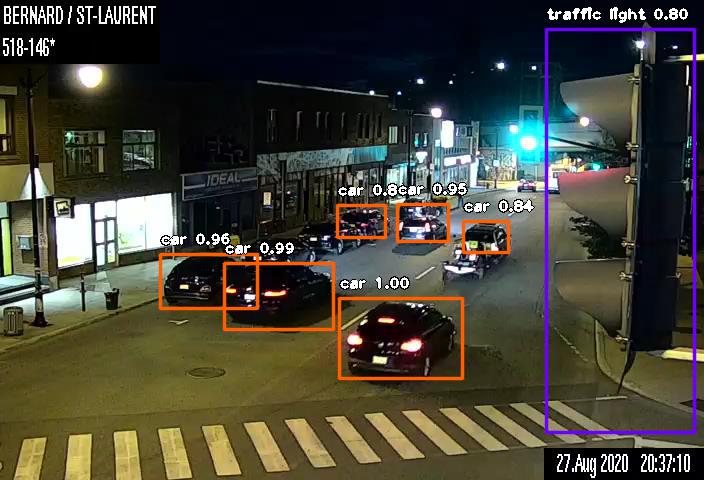 BERNARD / ST-LAURENT
518-146*
traffic light 0.80
car 0.8
car 0.95
car 0.84
car 0.96
car 0.99
car 1.00
IDEAL
27.Aug 2020 20:37:10